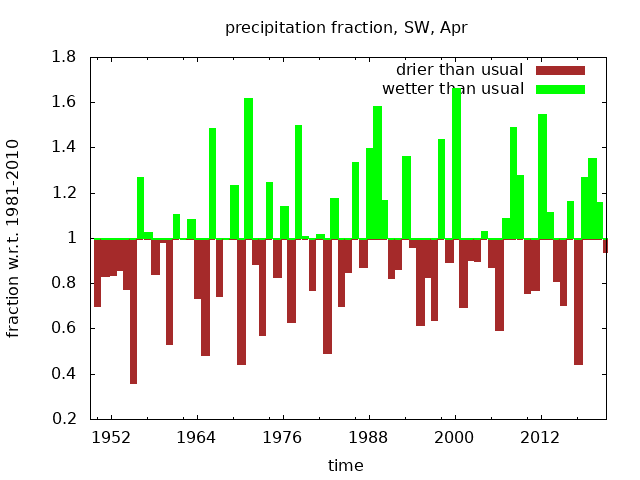 precipitation fraction, SW, Apr
drier than usual
wetter than usual
fraction w.r.t. 1981-2010
1.8
1.6
1.4
1.2
1
0.8
0.6
0.4
0.2
1952 1964 1976 1988 2000 2012
time